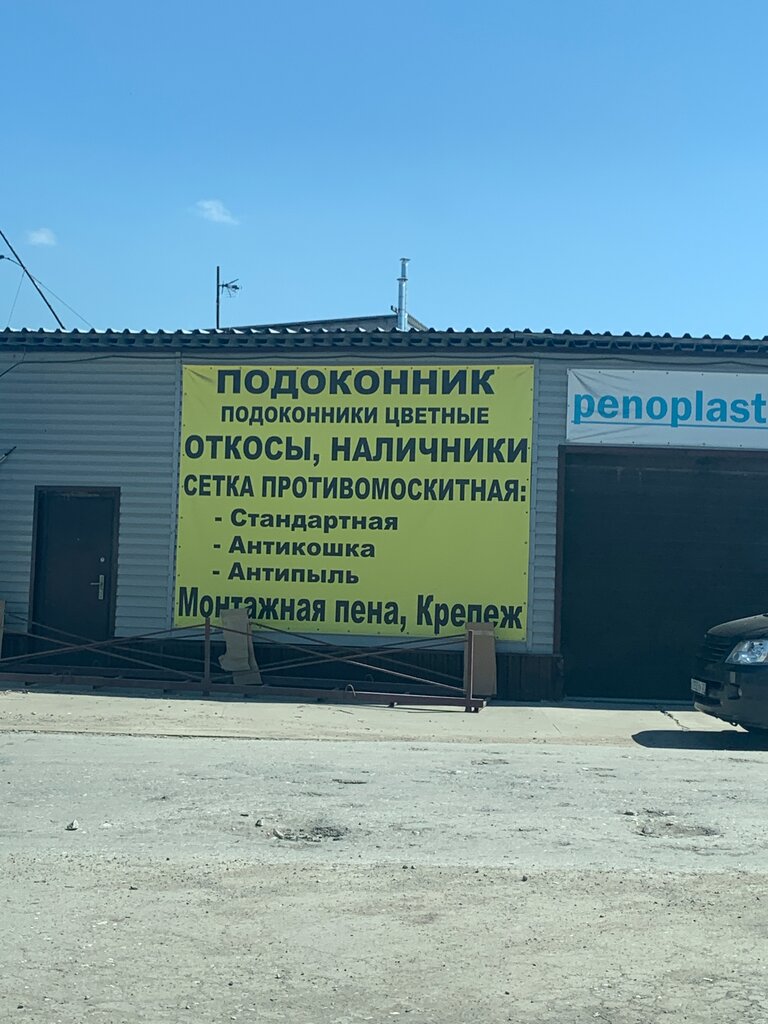 ПОДОКОННИК
ПОДОКОННИКИ ЦВЕТНЫЕ
ОТКОСЫ, НАЛИЧНИКИ
СЕТКА ПРОТИВОМОСКИТНАЯ:
- Стандартная
- Антикошка
- Антипыль
Монтажная пена, Крепеж
penoplast